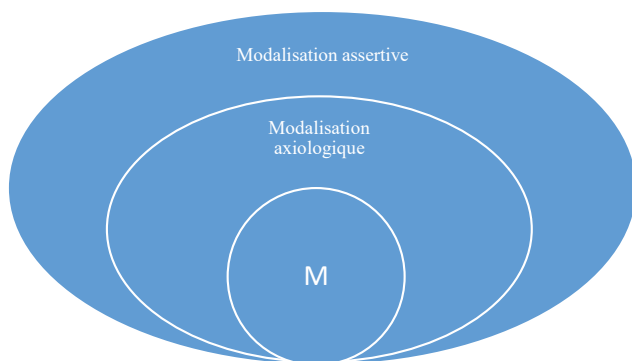 Modalisation assertive
Modalisation
axiologique
M